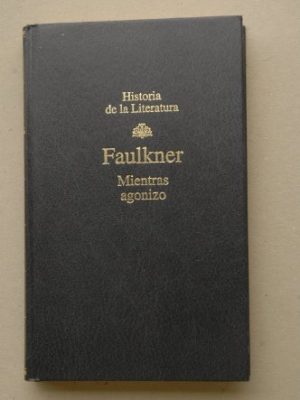 Historia
de la Literatura
Faulkner
Mientras
agonizo